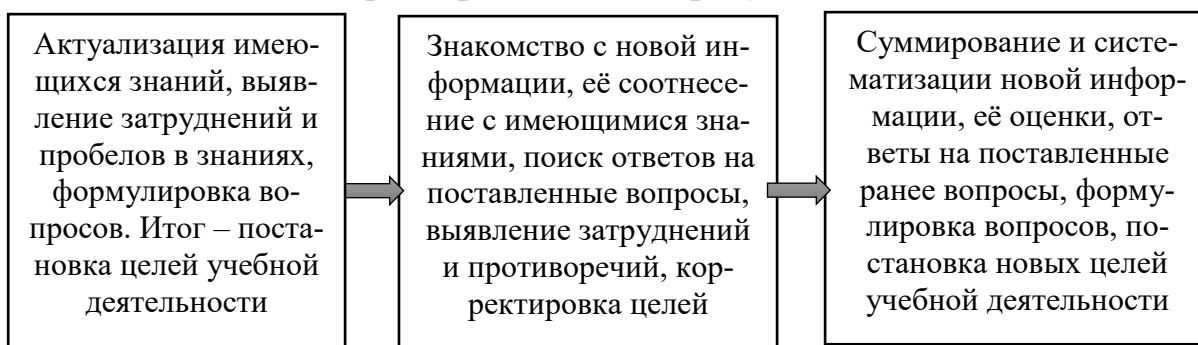 Актуализация имею-
щихся знаний, выяв-
ление затруднений и
пробелов в знаниях,
формулировка во-
просов. Итог – поста-
новка целей учебной
деятельности
Знакомство с новой ин-
формации, её соотнесе-
ние с имеющимися зна-
ниями, поиск ответов на
поставленные вопросы,
выявление затруднений
и противоречий, кор-
ректировка целей
Суммирование и систе-
матизации новой инфор-
мации, её оценки, от-
веты на поставленные
ранее вопросы, форму-
лировка вопросов, по-
становка новых целей
учебной деятельности